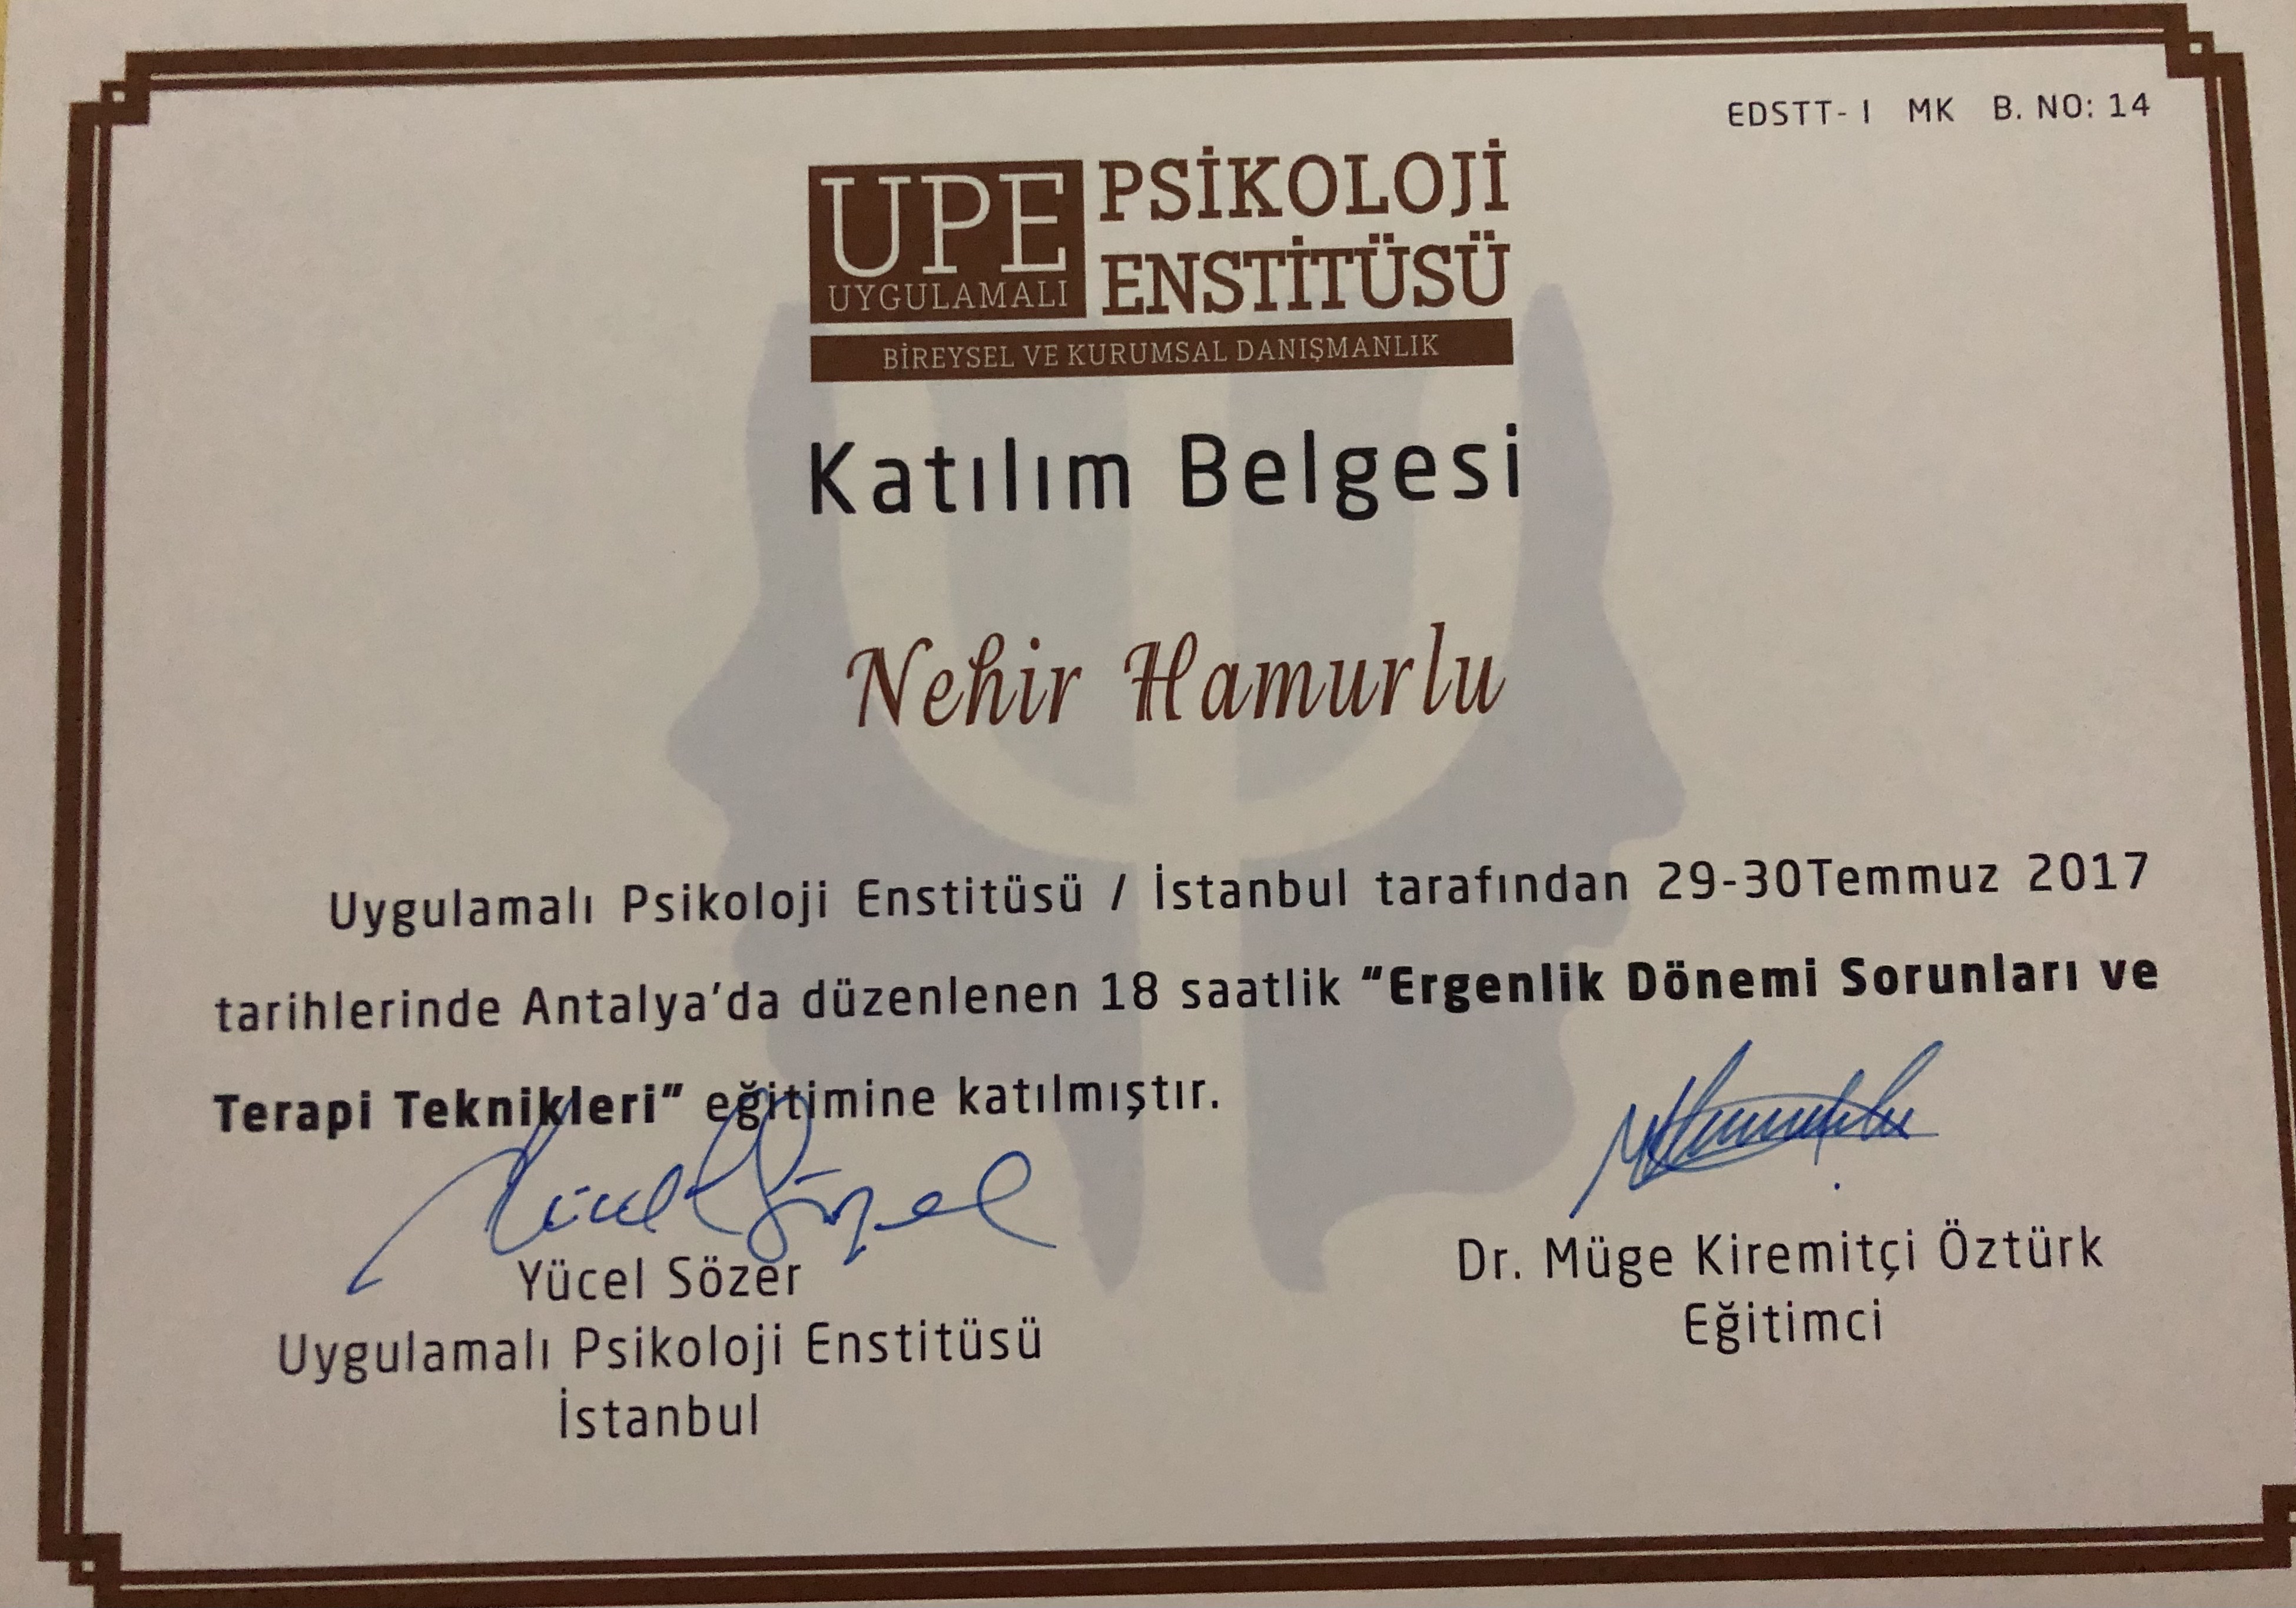 EDSTT- I MK B. NO: 14
UPE
UYGULAMALI
PSİKOLOJİ
ENSTİTÜSÜ
BİREYSEL VE KURUMSAL DANIŞMANLIK
Katılım Belgesi
Nehir Hamurlu
Uygulamalı Psikoloji Enstitüsü / İstanbul tarafından 29-30Temmuz 2017
tarihlerinde Antalya'da düzenlenen 18 saatlik "Ergenlik Dönemi Sorunları ve
Terapi Teknikleri" eğitimine katılmıştır.
Yücel Sözer
Yücel Sözer
Uygulamalı Psikoloji Enstitüsü
İstanbul
Dr. Müge Kiremitçi Öztürk
Eğitimci